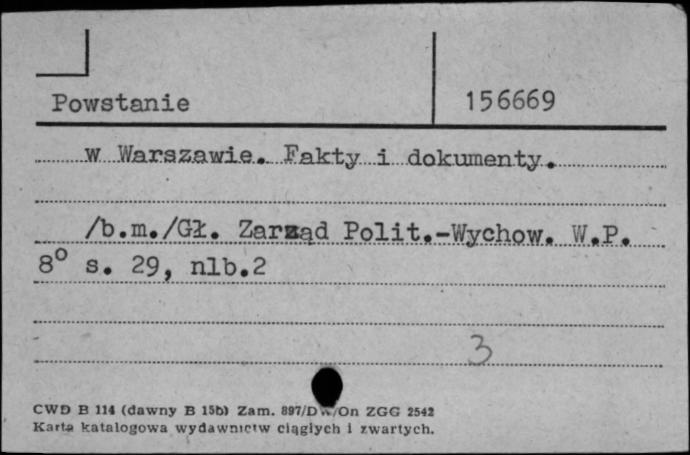 Powstanie 156669
w Warszawie. Fakty i dokumenty.
/b.m./Gł. Zarząd Polit.-Wychow. W.P.
8° s. 29, nlb.2
3
CWD B 114 (dawny B 15b) Zam. 897/DW/On ZGG 2542
Karta katalogowa wydawnictw ciągłych i zwartych.